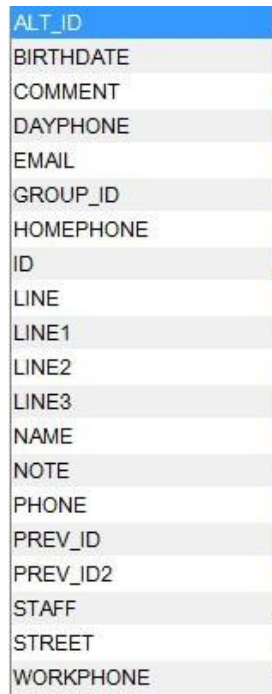 ALT_ID
BIRTHDATE
COMMENT
DAYPHONE
EMAIL
GROUP_ID
HOMEPHONE
ID
LINE
LINE1
LINE2
LINE3
NAME
NOTE
PHONE
PREV_ID
PREV_ID2
STAFF
STREET
WORKPHONE